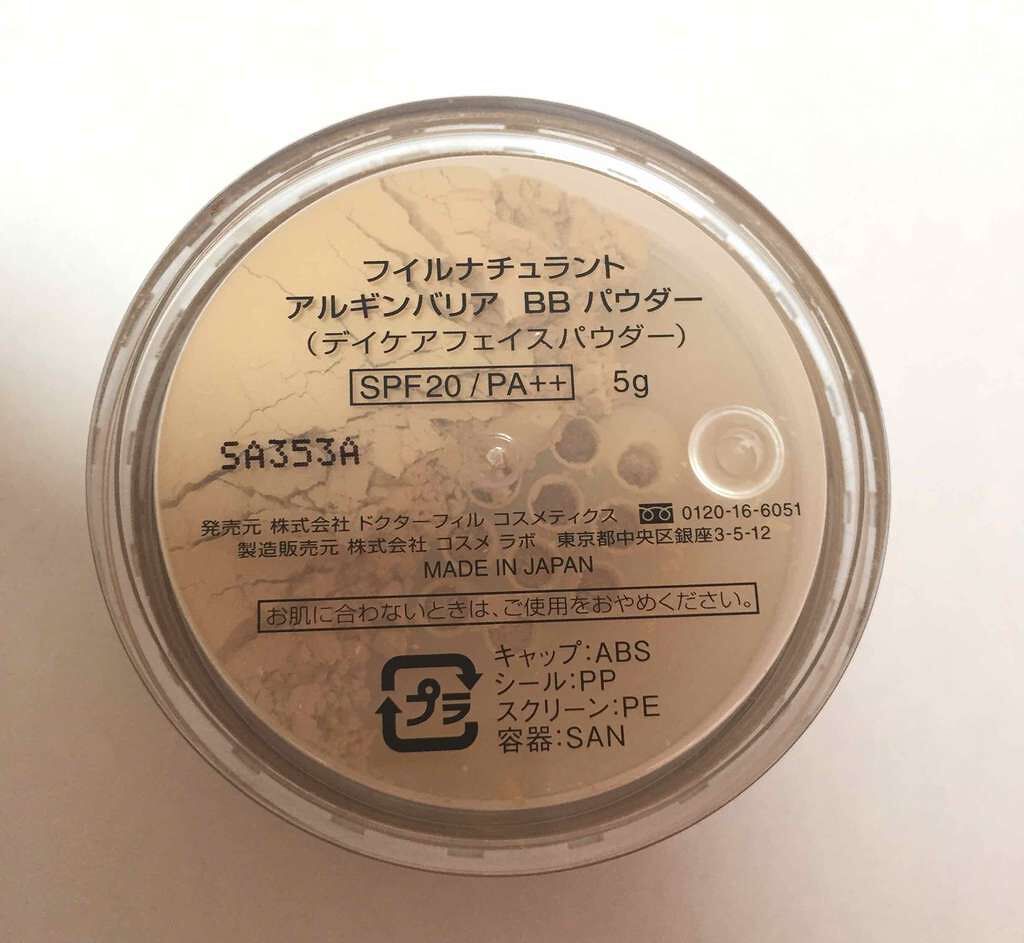 フイルナチュラント
アルギンバリア BB パウダー
(デイケアフェイスパウダー)
SPF20/PA++ 5g
SA353A
発売元 株式会社 ドクターフィル コスメティクス 0120-16-6051
製造販売元 株式会社 コスメ ラボ 東京都中央区銀座3-5-12
MADE IN JAPAN
お肌に合わないときは、ご使用をおやめください。
プラ
キャップ:ABS
シール:PP
スクリーン:PE
容器:SAN